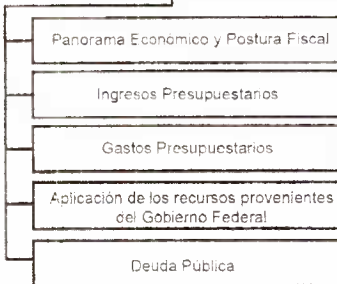 Panorama Económico y Postura Fiscal
Ingresos Presupuestarios
Gastos Presupuestarios
Aplicación de los recursos provenientes
del Gobierno Federal
Deuda Pública